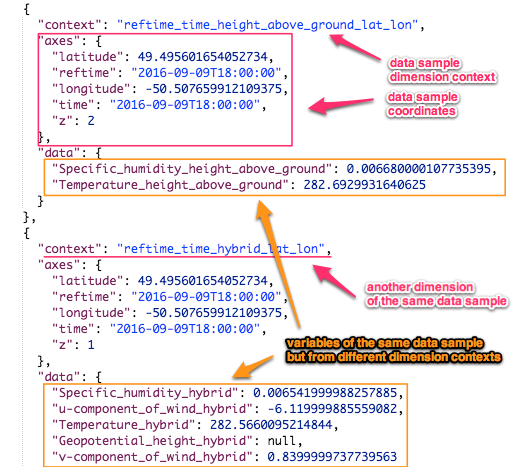 {
"context": "reftime_time_height_above_ground_lat_lon",
"axes": {
"latitude": 49.495601654052734,
"reftime": "2016-09-09T18:00:00",
"longitude": -50.507659912109375,
"time": "2016-09-09T18:00:00",
"z": 2
},
data sample
dimension context
data sample
coordinates
"data": {
"Specific_humidity_height_above_ground": 0.006680000107735395,
"Temperature_height_above_ground": 282.6929931640625
}
},
{
"context": "reftime_time_hybrid_lat_lon",
"axes": {
"latitude": 49.495601654052734,
"reftime": "2016-09-09T18:00:00",
"longitude": -50.507659912109375,
"time": "2016-09-09T18:00:00",
"z": 1
},
another dimension
of the same data sample
variables of the same data sample
but from different dimension contexts
"data": {
"Specific_humidity_hybrid": 0.006541999988257885,
"u-component_of_wind_hybrid": -6.119999885559082,
"Temperature_hybrid": 282.5660095214844,
"Geopotential_height_hybrid": null,
"v-component_of_wind_hybrid": 0.8399999737739563